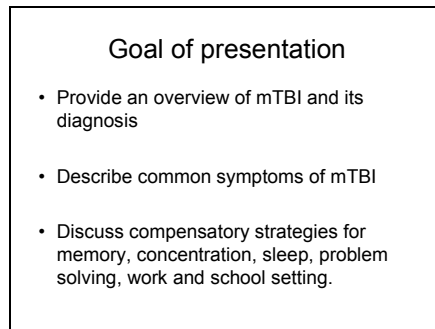 Goal of presentation
• Provide an overview of mTBI and its
diagnosis
• Describe common symptoms of mTBI
• Discuss compensatory strategies for
memory, concentration, sleep, problem
solving, work and school setting.